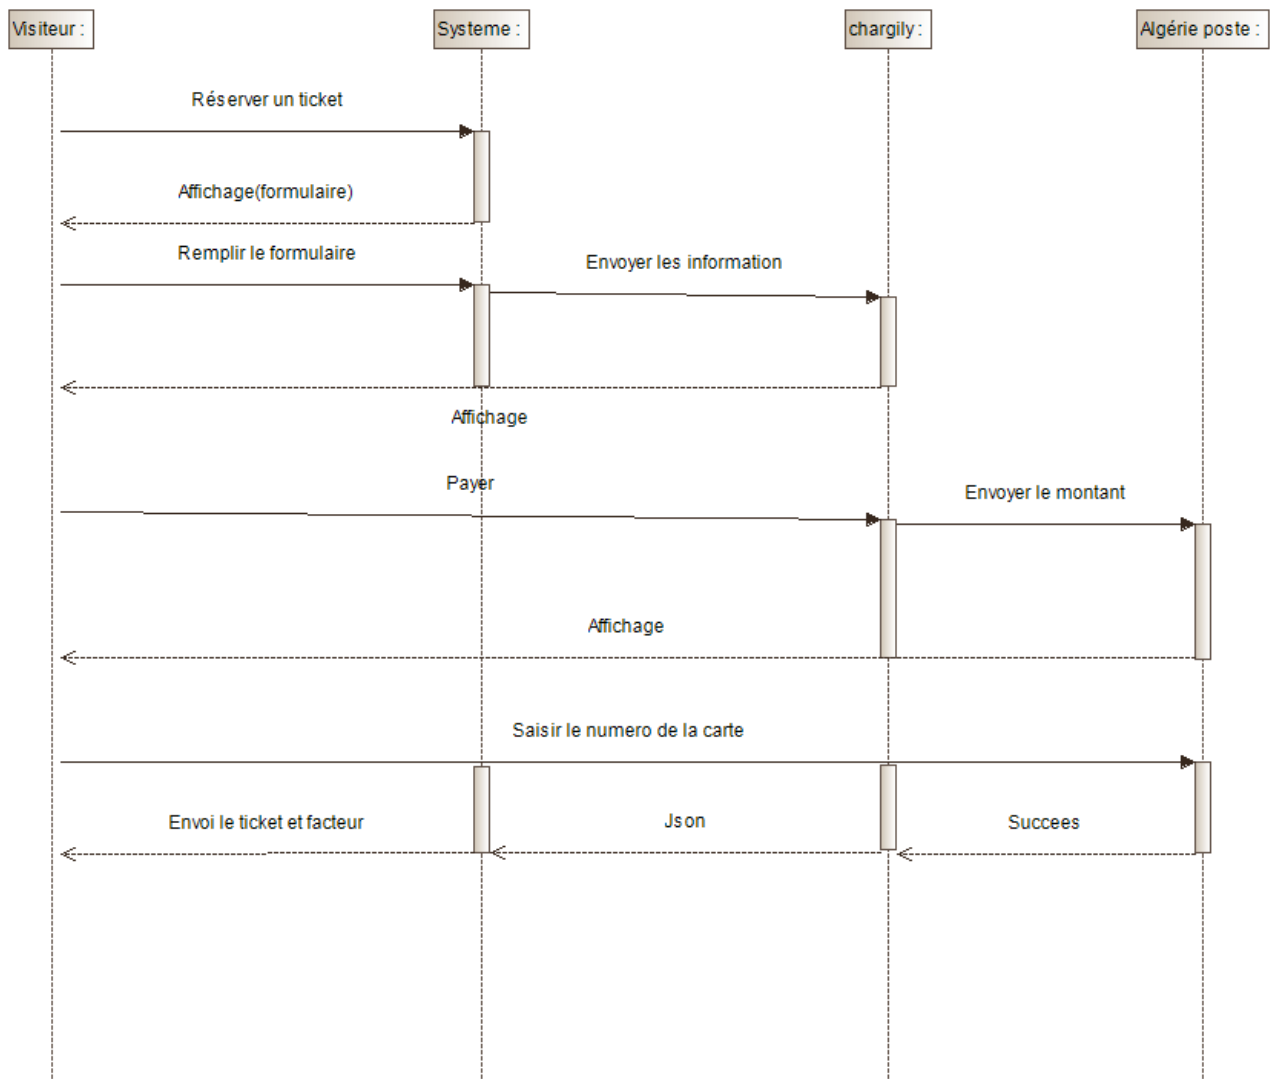 Visiteur :
Systeme :
chargily :
Algérie poste :
Réserver un ticket
Affichage(formulaire)
Remplir le formulaire
Envoyer les information
Affichage
Payer
Envoyer le montant
Affichage
Saisir le numero de la carte
Envoi le ticket et facteur
Json
Succees